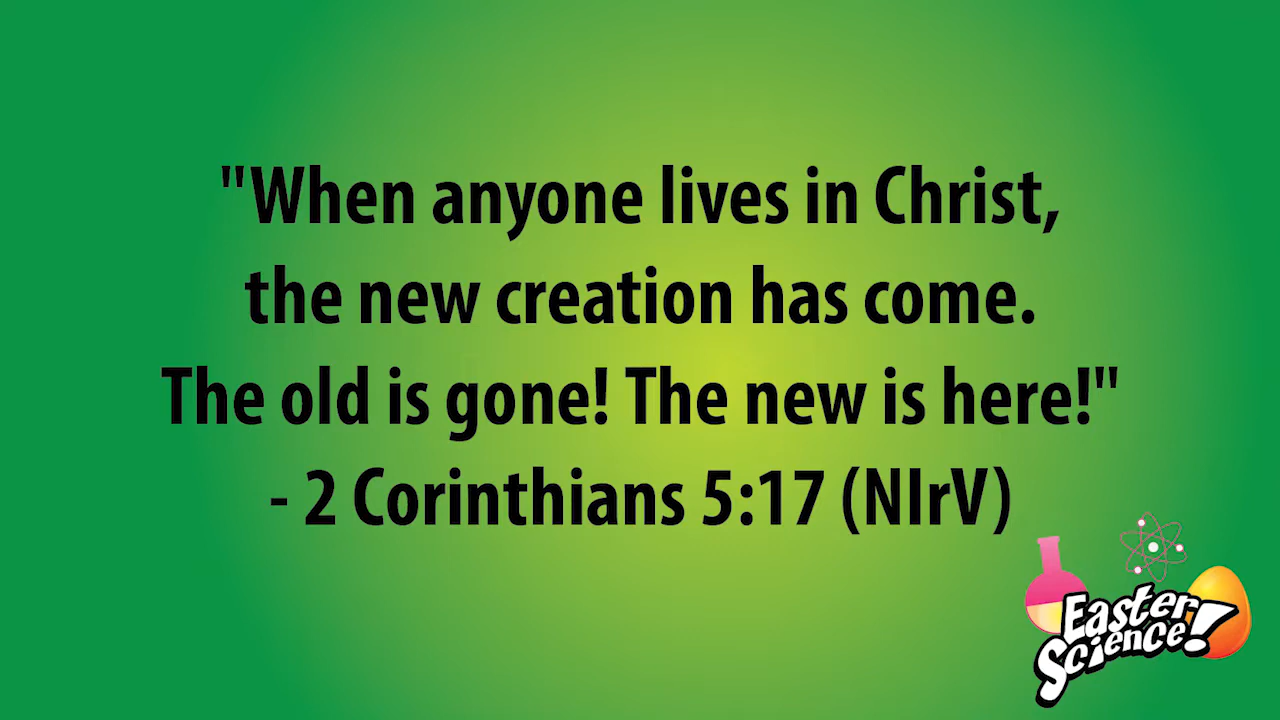 "When anyone lives in Christ,
the new creation has come.
The old is gone! The new is here!"
- 2 Corinthians 5:17 (NIrV)
Easter
Science!